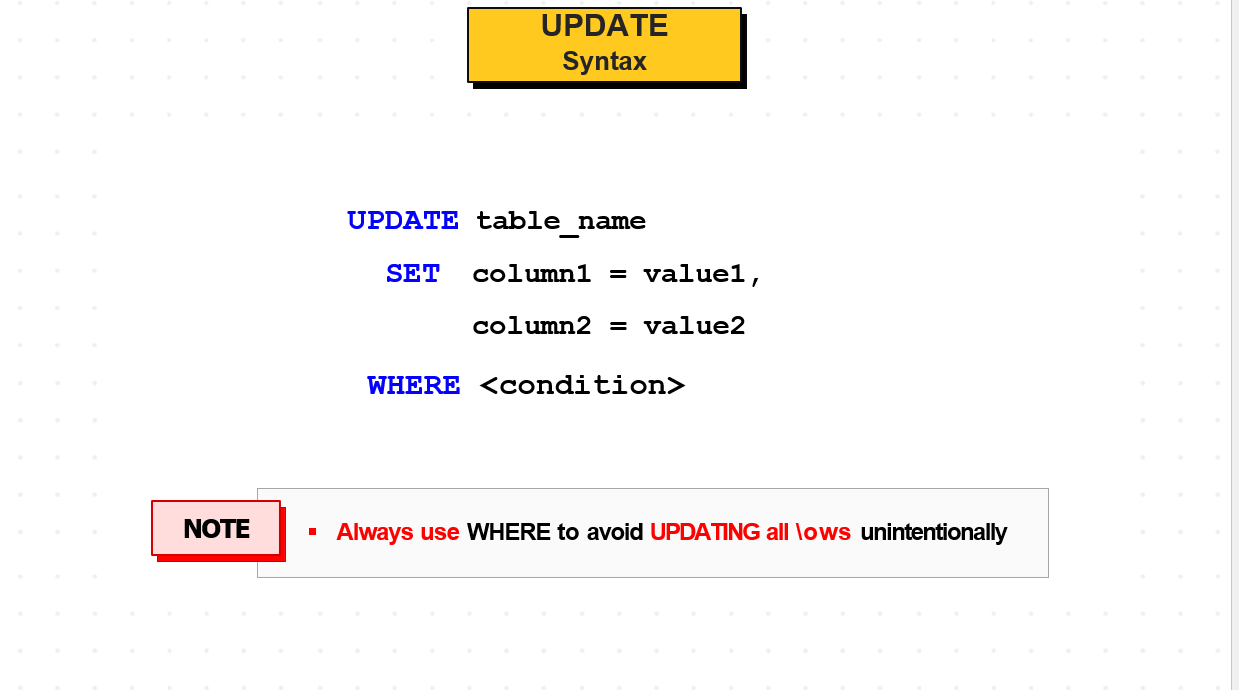 UPDATE
Syntax
UPDATE table_name
SET column1 = value1,
column2 = value2
WHERE <condition>
NOTE
▪ Always use WHERE to avoid UPDATING all \ows unintentionally